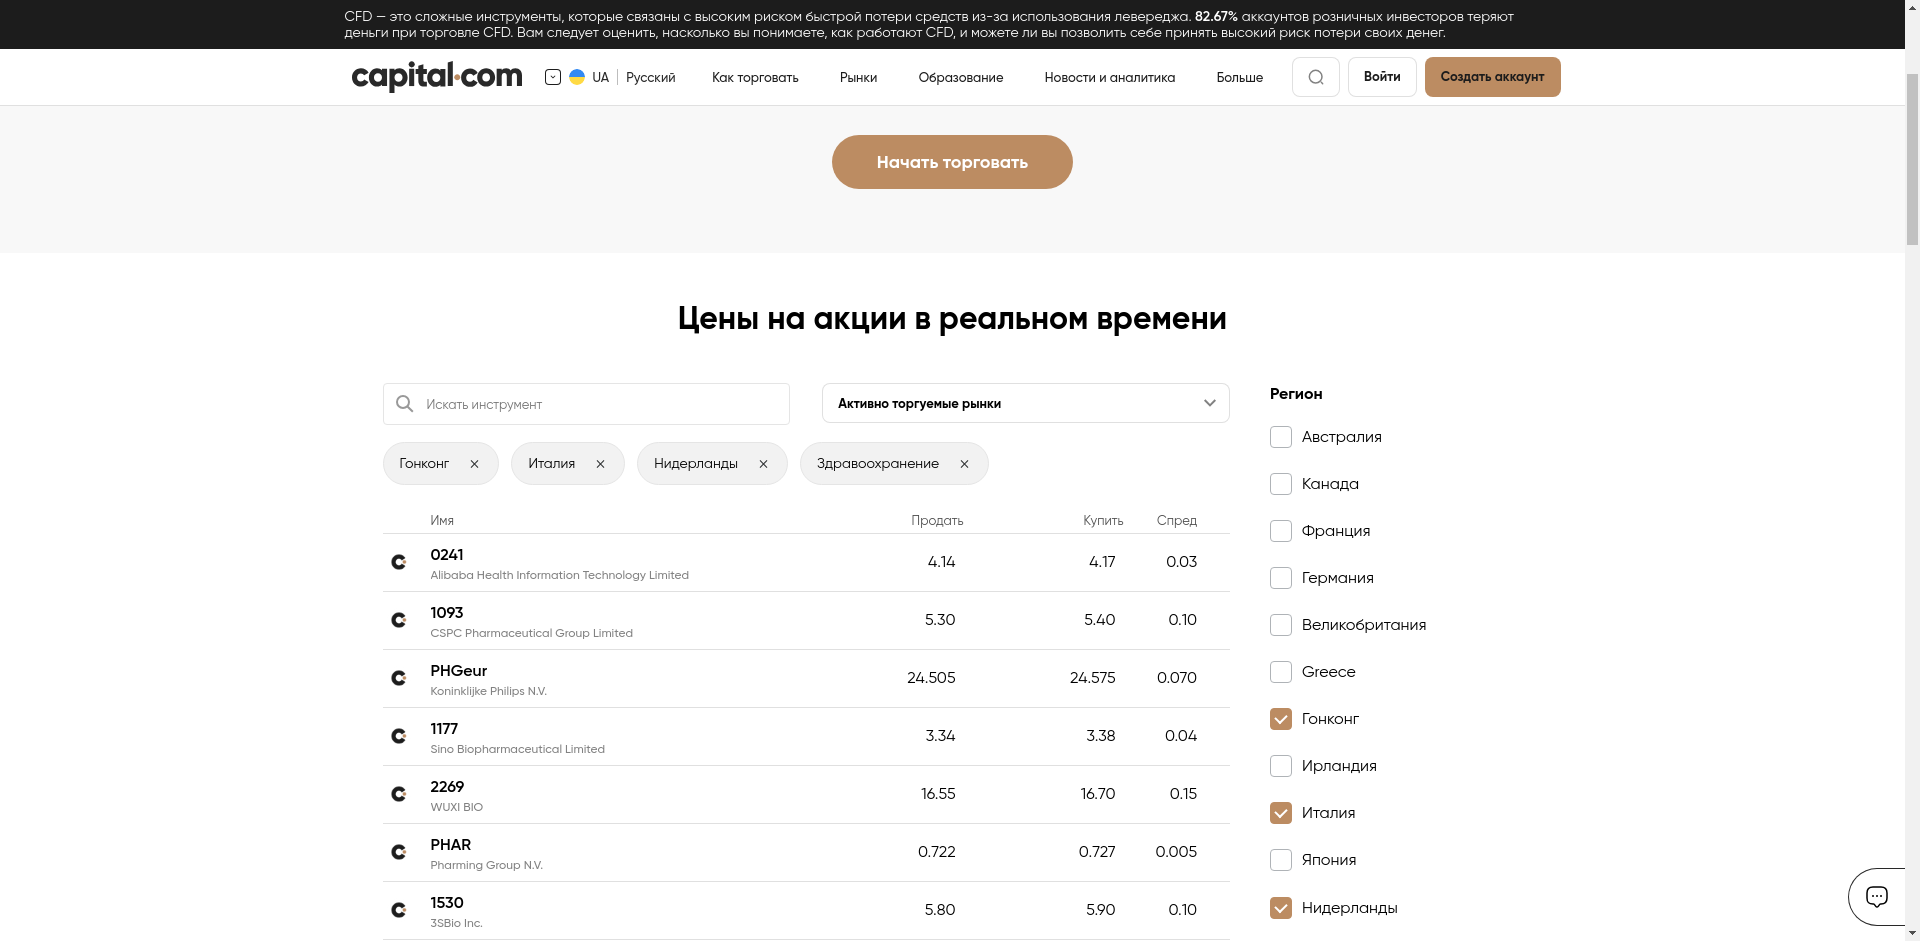 CFD — это сложные инструменты, которые связаны с высоким риском быстрой потери средств из-за использования левереджа. 82.67% аккаунтов розничных инвесторов теряют
деньги при торговле CFD. Вам следует оценить, насколько вы понимаете, как работают CFD, и можете ли вы позволить себе принять высокий риск потери своих денег.
capital.com UA Русский Как торговать Рынки Образование Новости и аналитика Больше Войти Создать аккаунт
Начать торговать
Цены на акции в реальном времени
Искать инструмент
Активно торгуемые рынки
Гонконг Италия Нидерланды Здравоохранение
Имя Продать Купить Спред
0241 4.14 4.17 0.03
Alibaba Health Information Technology Limited
1093 5.30 5.40 0.10
CSPC Pharmaceutical Group Limited
PHGeur 24.505 24.575 0.070
Koninklijke Philips N.V.
1177 3.34 3.38 0.04
Sino Biopharmaceutical Limited
2269 16.55 16.70 0.15
WUXI BIO
PHAR 0.722 0.727 0.005
Pharming Group N.V.
1530 5.80 5.90 0.10
3SBio Inc.
Регион
Австралия
Канада
Франция
Германия
Великобритания
Greece
Гонконг
Ирландия
Италия
Япония
Нидерланды